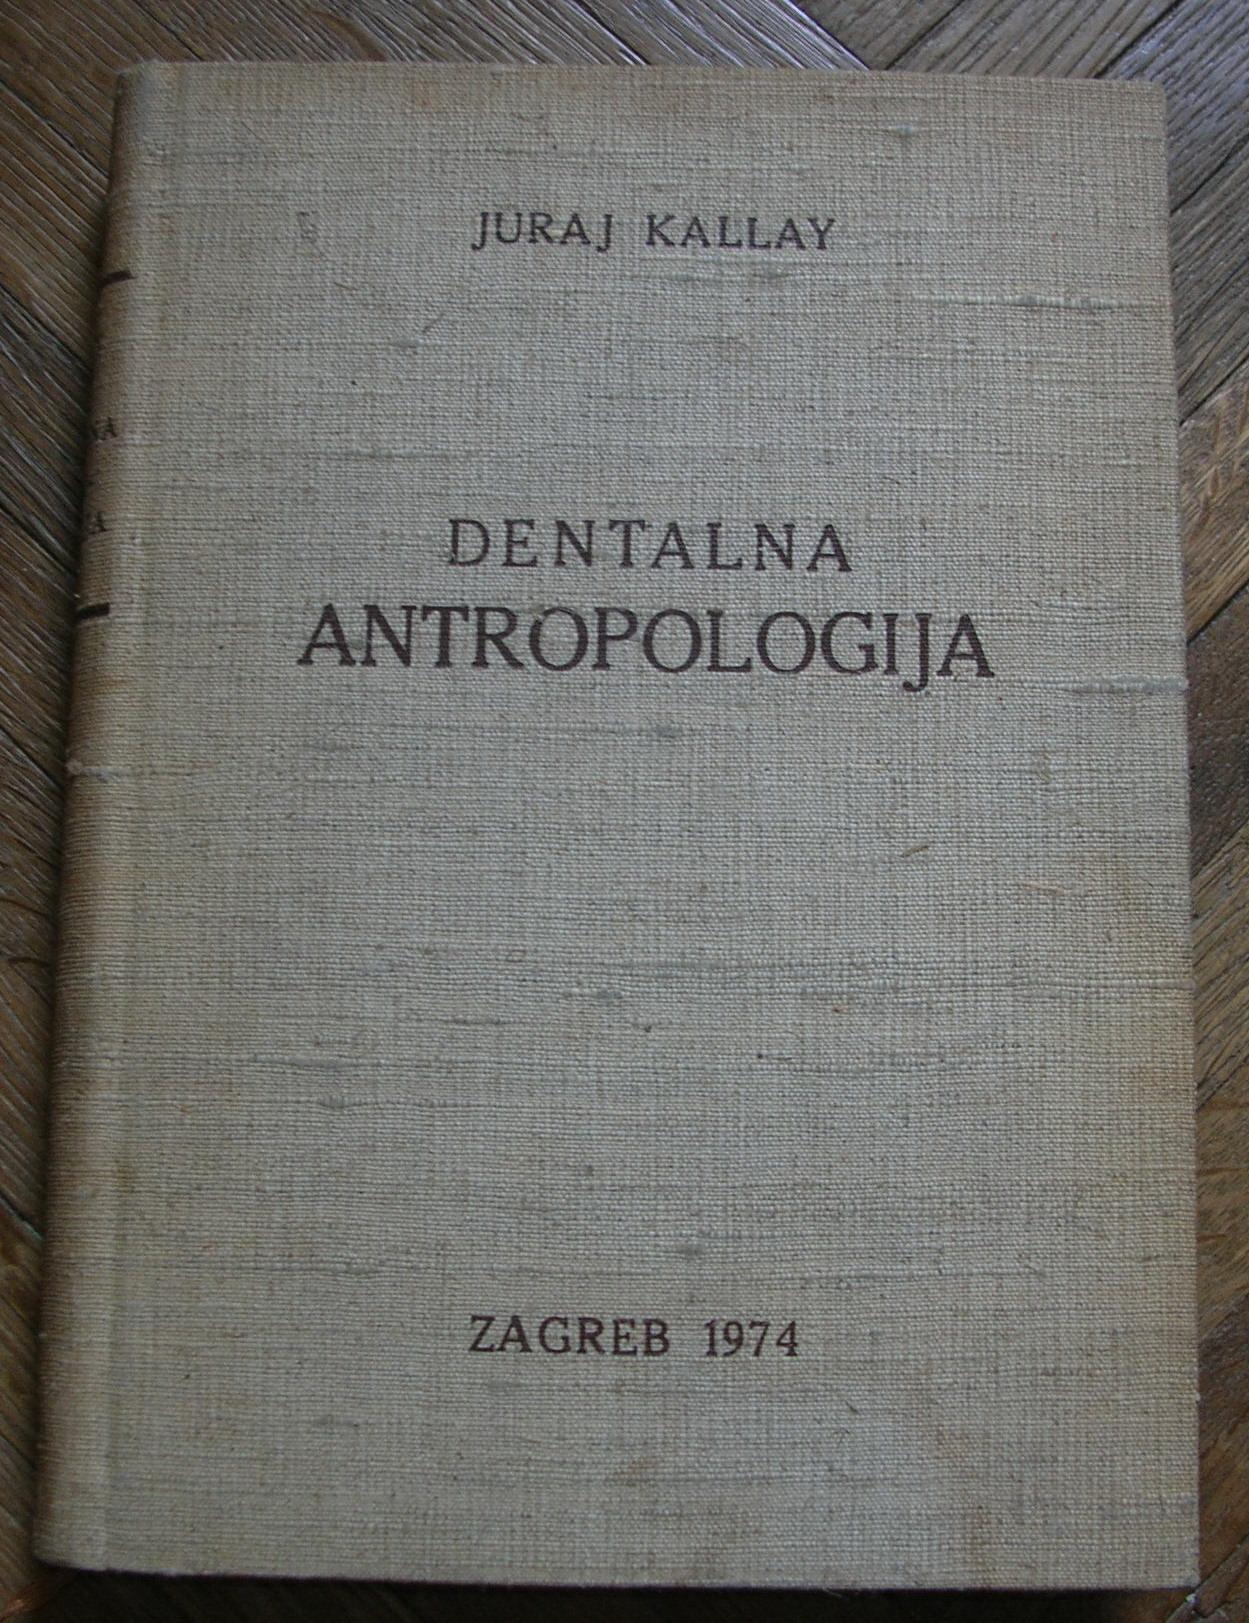 JURAJ KALLAY
DENTALNA
ANTROPOLOGIJA
ZAGREB 1974